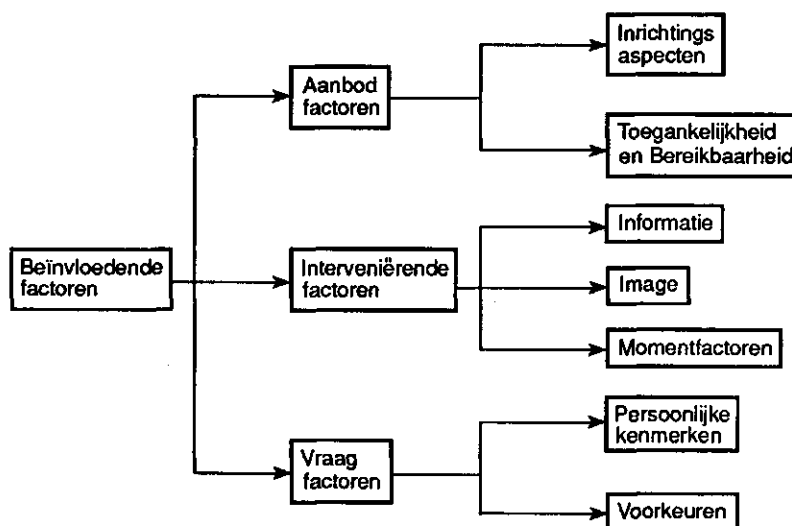 Inrichtings
aspecten
Aanbod
factoren
Toegankelijkheid
en Bereikbaarheid
Informatie
Beïnvloedende
factoren
Interveniërende
factoren
Image
Momentfactoren
Persoonlijke
kenmerken
Vraag
factoren
Voorkeuren